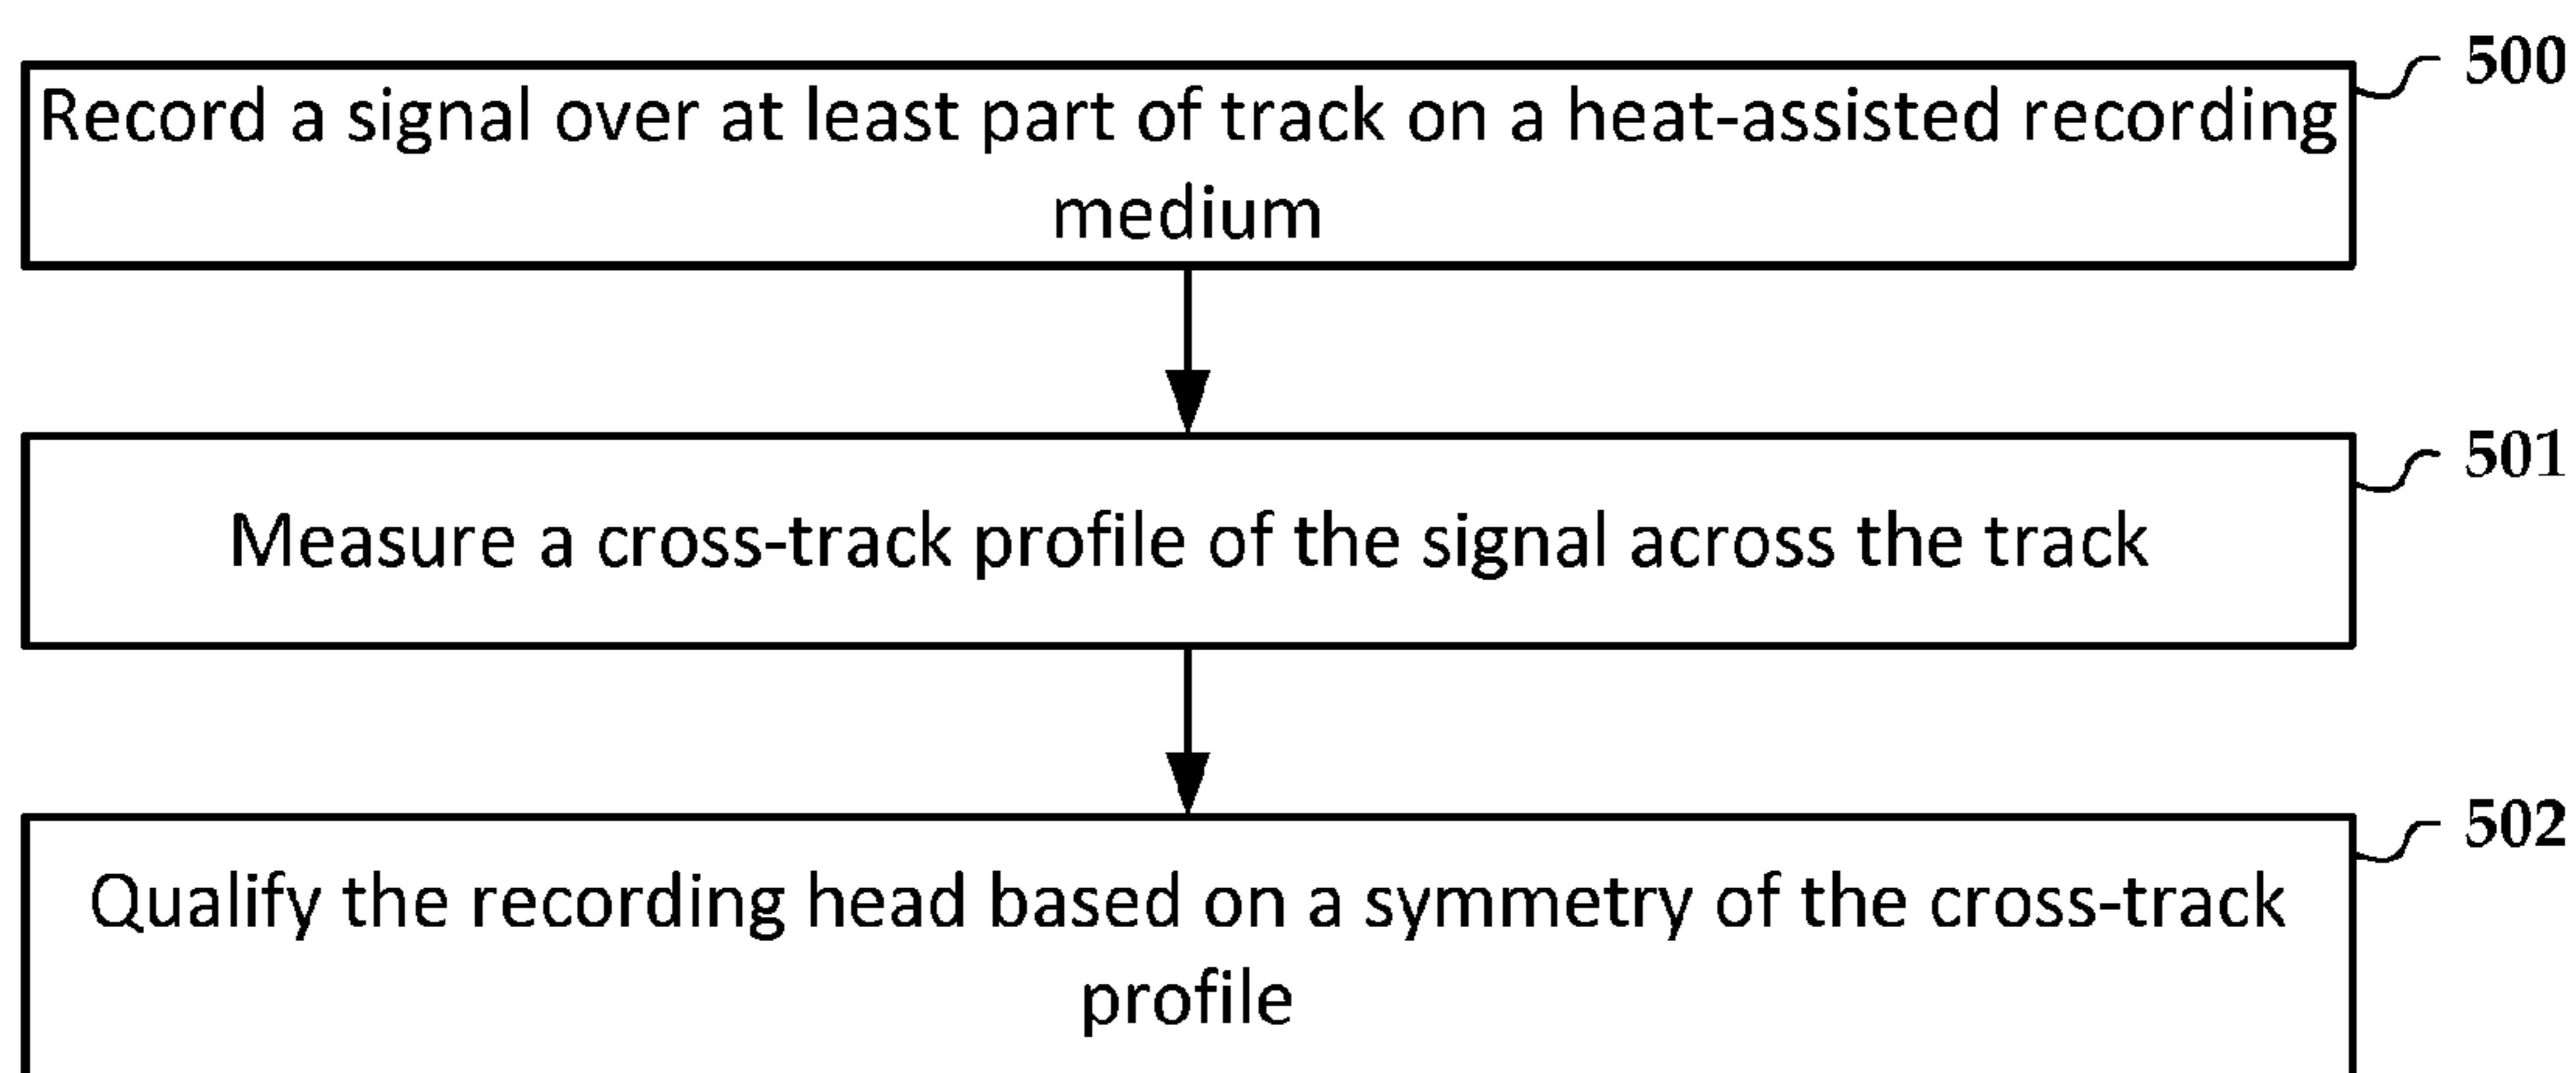 500
Record a signal over at least part of track on a heat-assisted recording
medium
501
Measure a cross-track profile of the signal across the track
502
Qualify the recording head based on a symmetry of the cross-track
profile